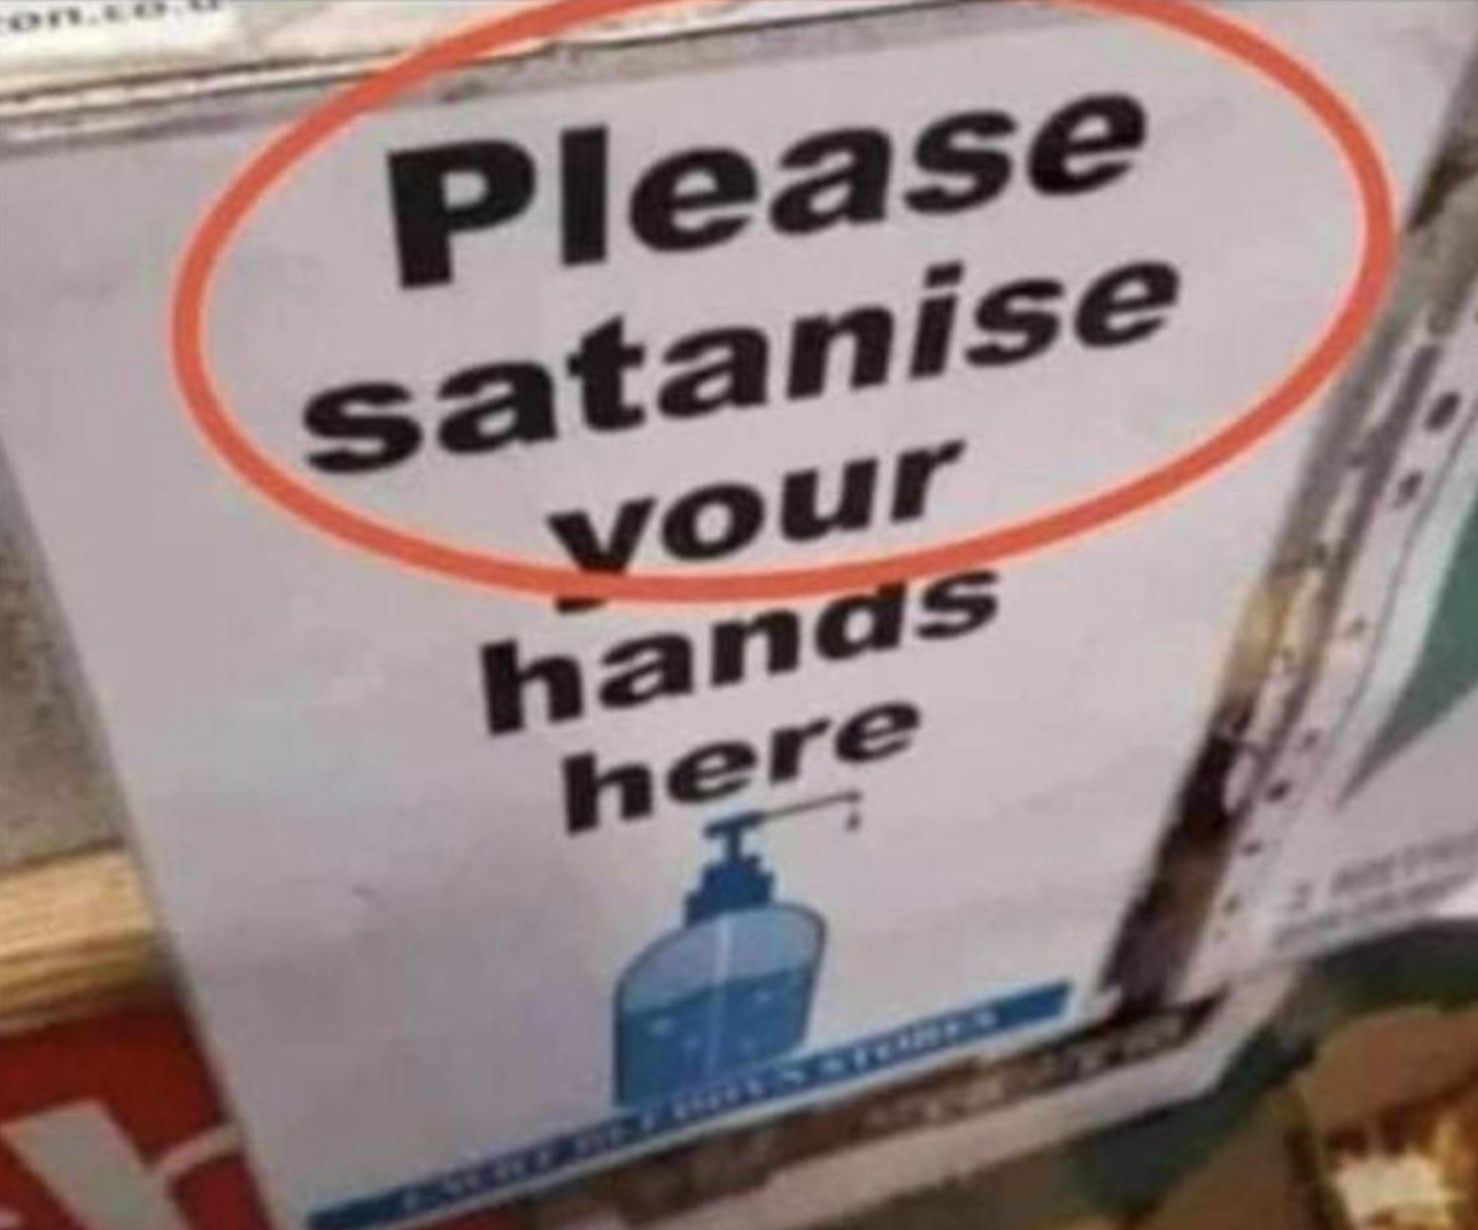 Please
satanise
your
hands
here